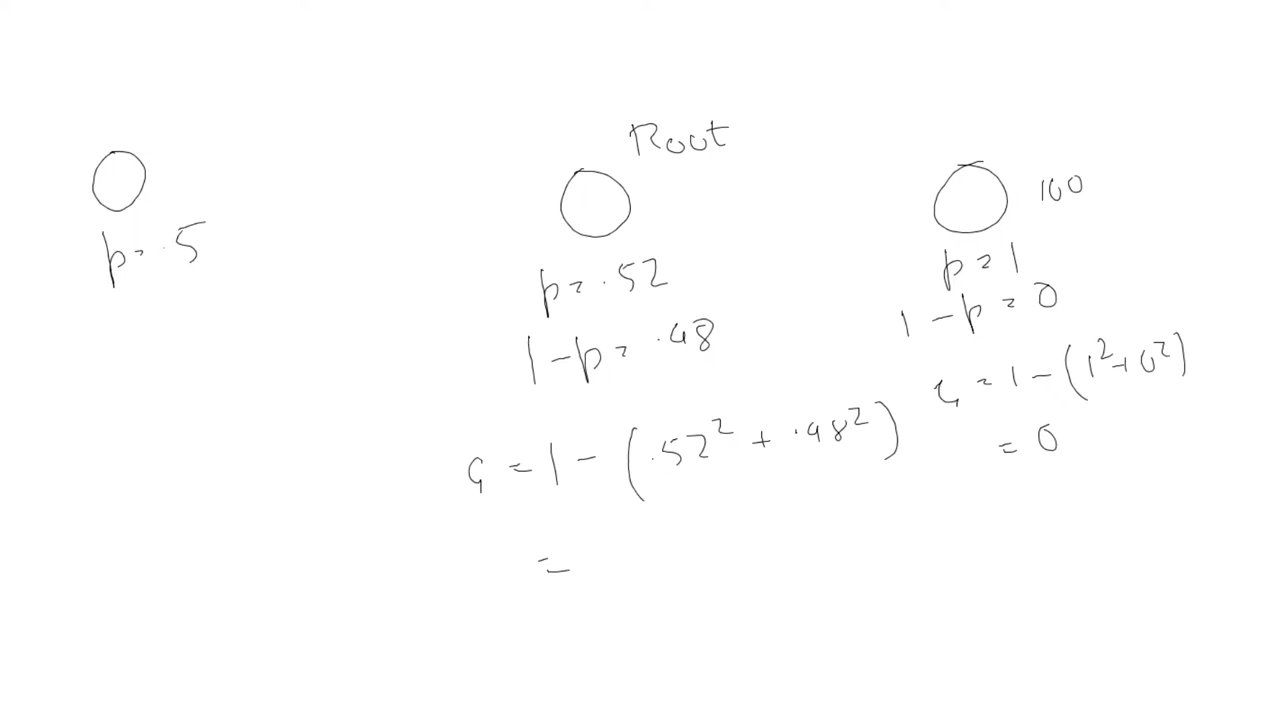 p = .5
Root
p = .52
1 - p = .48
G = 1 - (.52² + .48²)
=
100
p = 1
1 - p = 0
G = 1 - (1² + 0²)
= 0